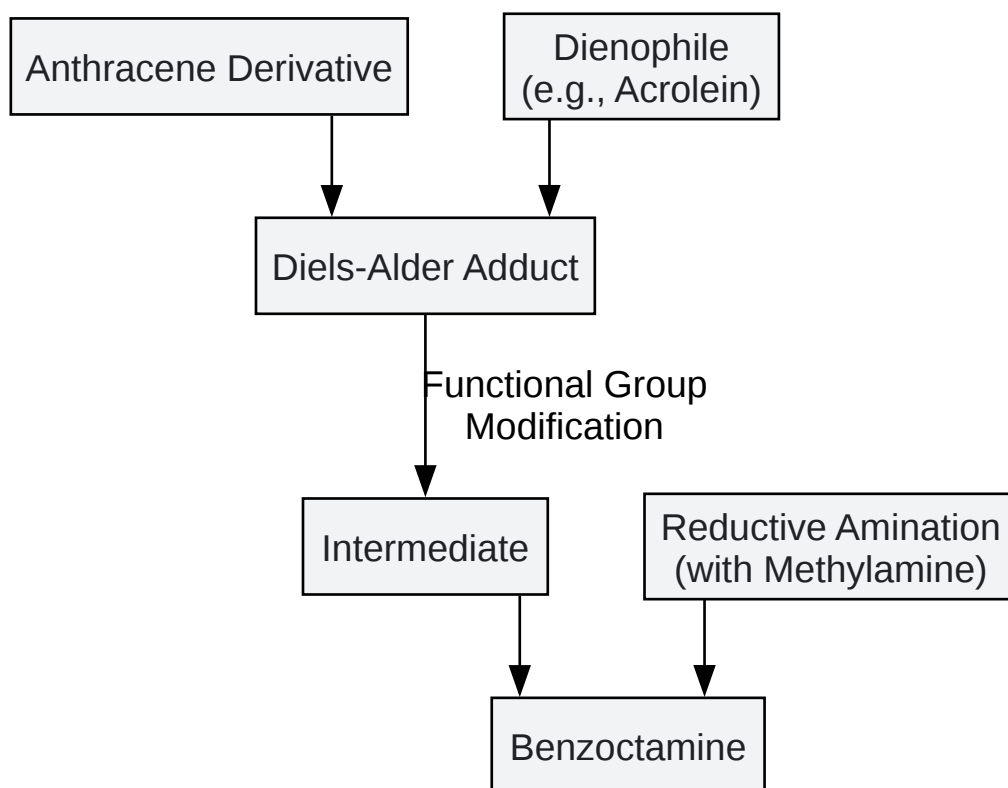 Anthracene Derivative
Dienophile
(e.g., Acrolein)
Diels-Alder Adduct
Functional Group
Modification
Intermediate
Reductive Amination
(with Methylamine)
Benzoctamine